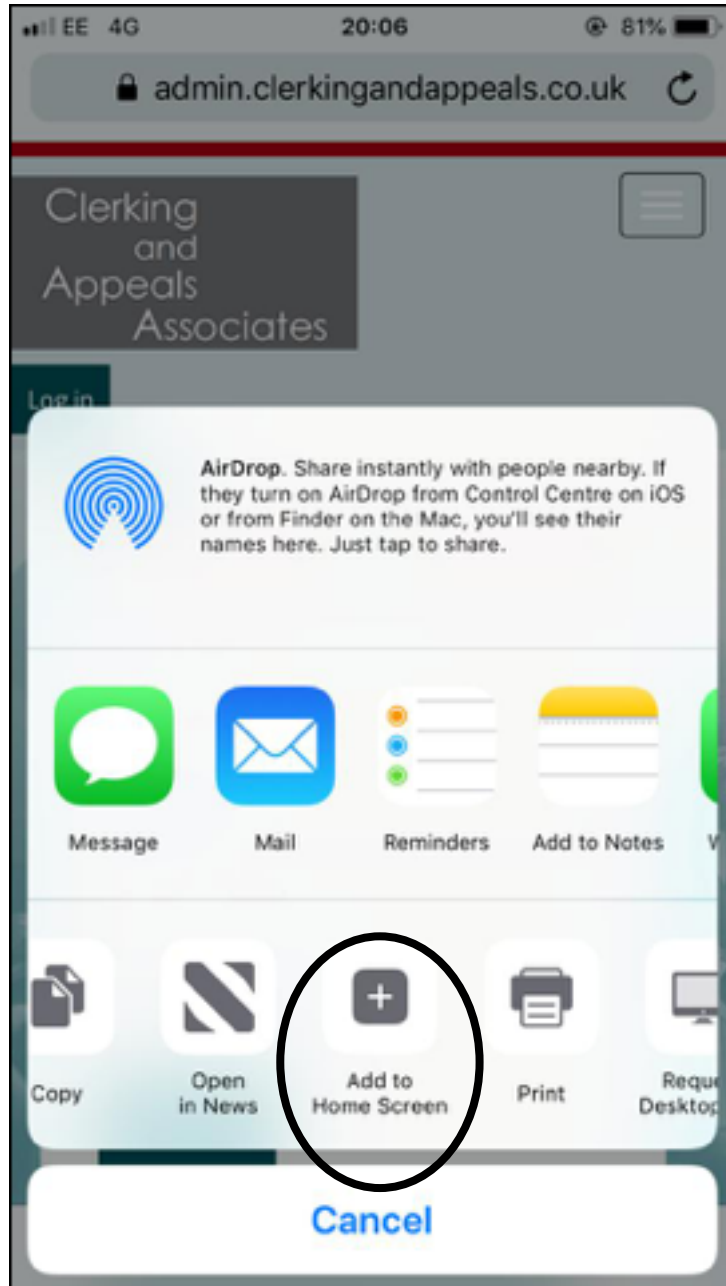 EE 4G 20:06 81%
admin.clerkingandappeals.co.uk
Clerking
and
Appeals
Associates
Log in
AirDrop. Share instantly with people nearby. If
they turn on AirDrop from Control Centre on iOS
or from Finder on the Mac, you'll see their
names here. Just tap to share.
Message Mail Reminders Add to Notes
Copy Open in News Add to Home Screen Print Desktop
Cancel